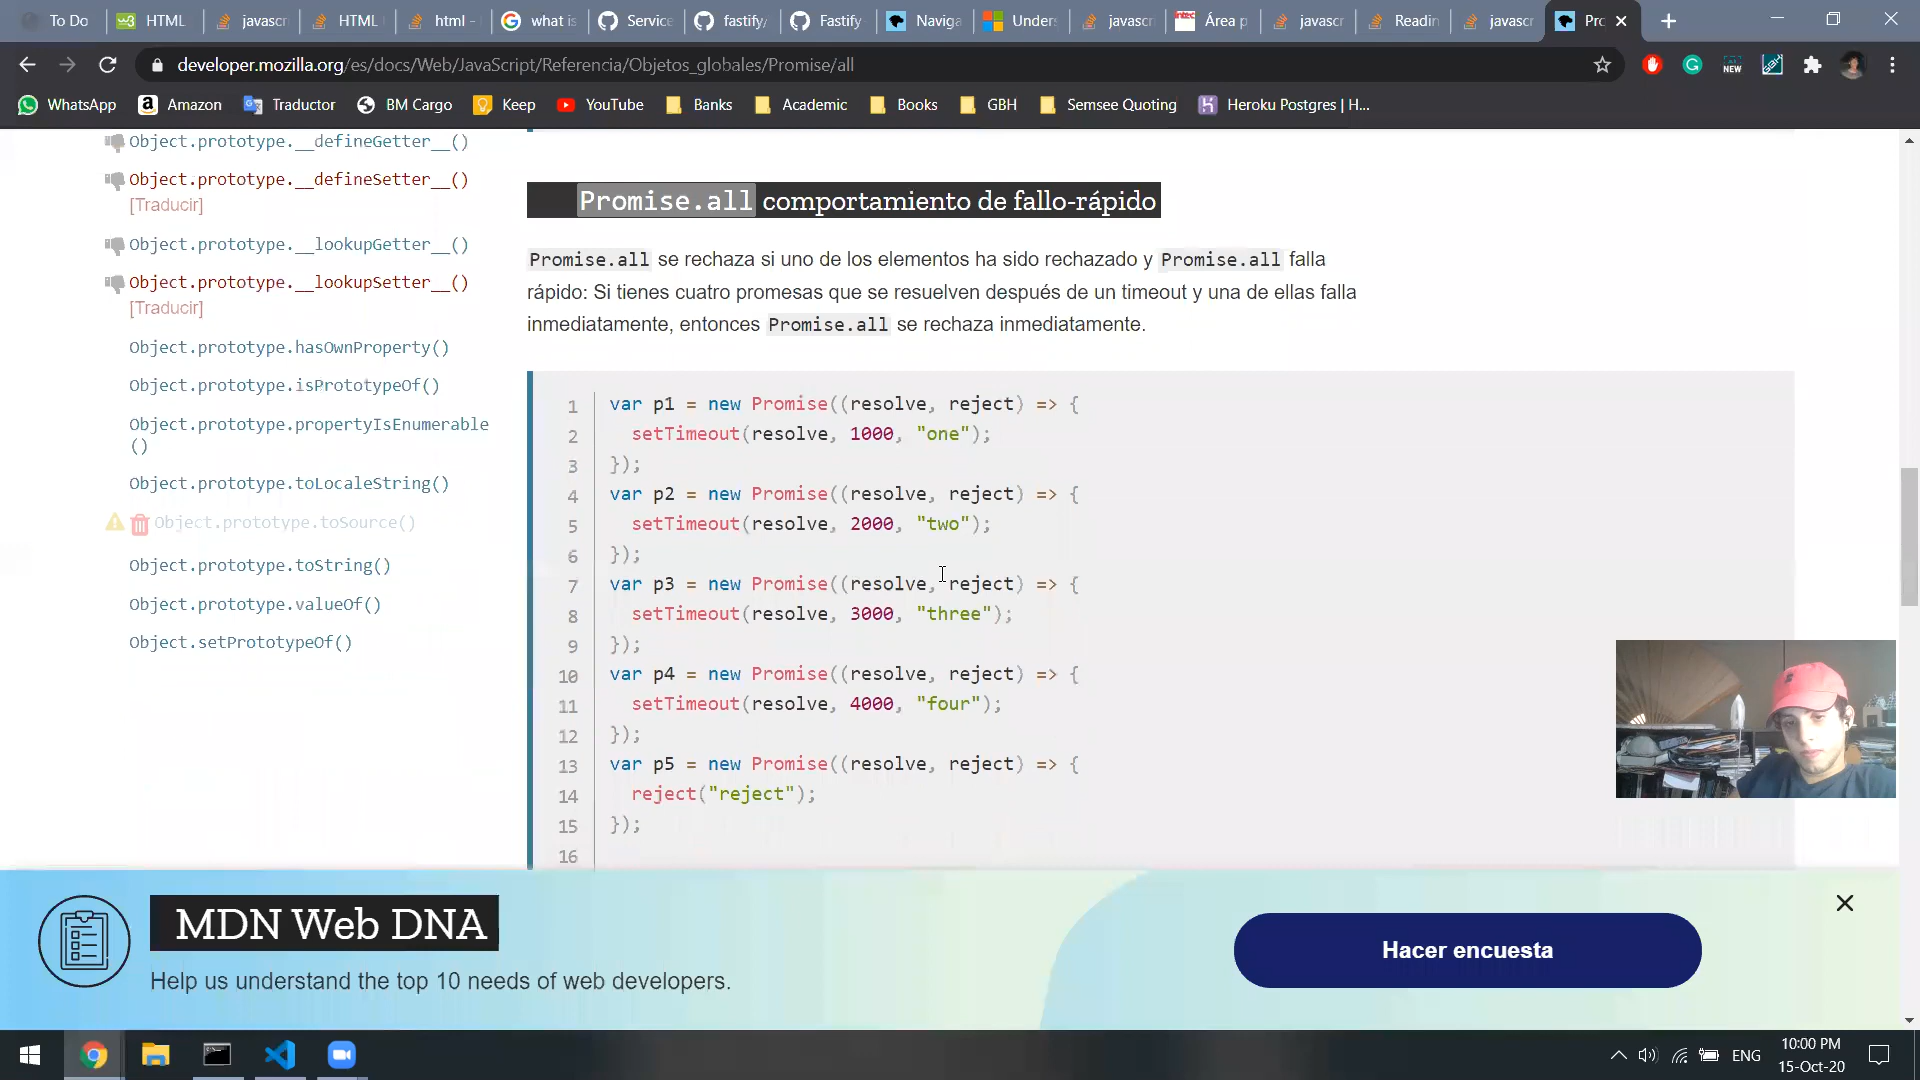 To Do
HTML
javasc
HTML
html -
what is
Service
fastify/
Fastify
Naviga
Unders
javascr
Área p
javascr
Readin
javascr
Pro
developer.mozilla.org/es/docs/Web/JavaScript/Referencia/Objetos_globales/Promise/all
NEW
WhatsApp
Amazon
Traductor
BM Cargo
Keep
YouTube
Banks
Academic
Books
GBH
Semsee Quoting
Heroku Postgres | H...
Object.prototype.__defineGetter__()
Object.prototype.__defineSetter__()
[Traducir]
Object.prototype.__lookupGetter__()
Object.prototype.__lookupSetter__()
[Traducir]
Object.prototype.hasOwnProperty()
Object.prototype.isPrototypeOf()
Object.prototype.propertyIsEnumerable
()
Object.prototype.toLocaleString()
Object.prototype.toSource()
Object.prototype.toString()
Object.prototype.valueOf()
Object.setPrototypeOf()
Promise.all comportamiento de fallo-rápido
Promise.all se rechaza si uno de los elementos ha sido rechazado y Promise.all falla
rápido: Si tienes cuatro promesas que se resuelven después de un timeout y una de ellas falla
inmediatamente, entonces Promise.all se rechaza inmediatamente.
1 var p1 = new Promise((resolve, reject) => {
2 setTimeout(resolve, 1000, "one");
3 });
4 var p2 = new Promise((resolve, reject) => {
5 setTimeout(resolve, 2000, "two");
6 });
7 var p3 = new Promise((resolve, reject) => {
8 setTimeout(resolve, 3000, "three");
9 });
10 var p4 = new Promise((resolve, reject) => {
11 setTimeout(resolve, 4000, "four");
12 });
13 var p5 = new Promise((resolve, reject) => {
14 reject("reject");
15 });
16
MDN Web DNA
Help us understand the top 10 needs of web developers.
Hacer encuesta
ENG
10:00 PM
15-Oct-20